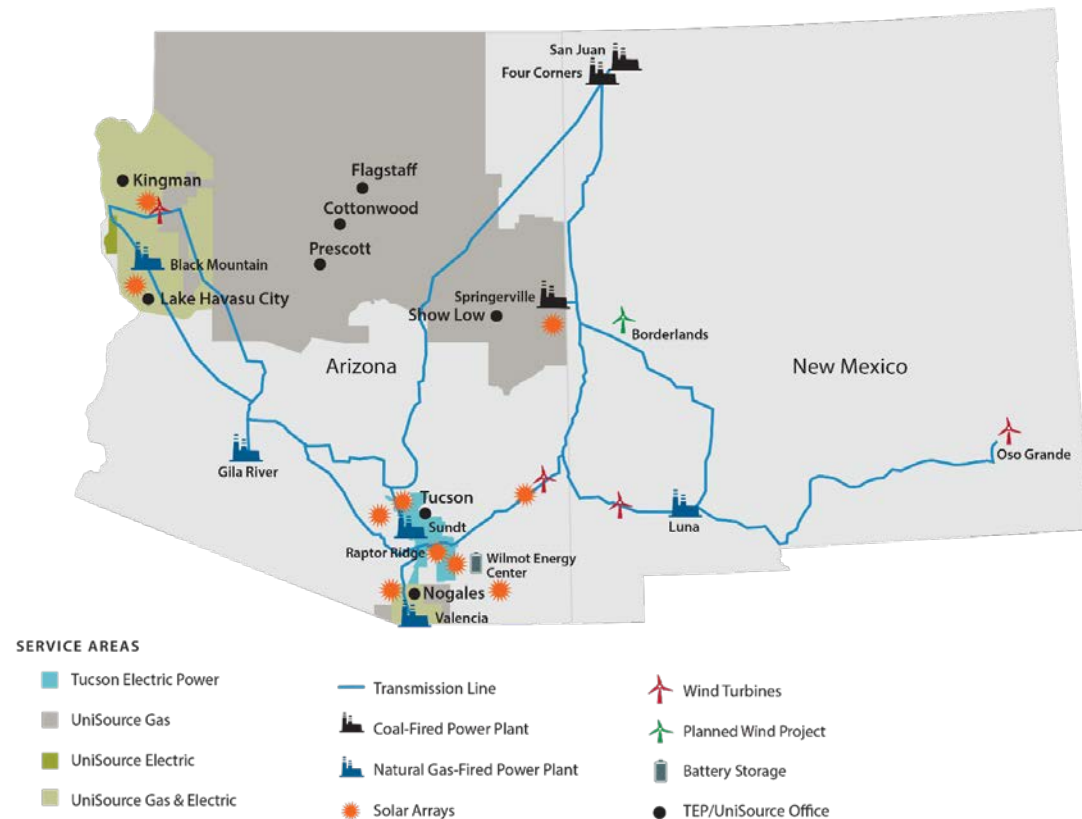 San Juan
Four Corners
Kingman
Flagstaff
Cottonwood
Prescott
Black Mountain
Lake Havasu City
Springerville
Show Low
Borderlands
Arizona
New Mexico
Gila River
Oso Grande
Tucson
Sundt
Luna
Raptor Ridge
Wilmot Energy
Center
Nogales
Valencia
SERVICE AREAS
Tucson Electric Power
UniSource Gas
UniSource Electric
UniSource Gas & Electric
Transmission Line
Coal-Fired Power Plant
Natural Gas-Fired Power Plant
Solar Arrays
Wind Turbines
Planned Wind Project
Battery Storage
TEP/UniSource Office